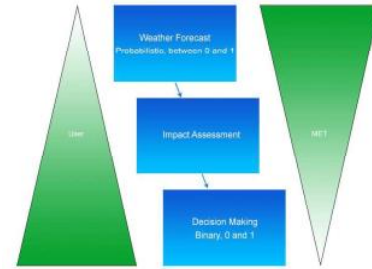 Weather Forecast
Probabilistic, between 0 and 1
User
Impact Assessment
MET
Decision Making
Binary, 0 and 1